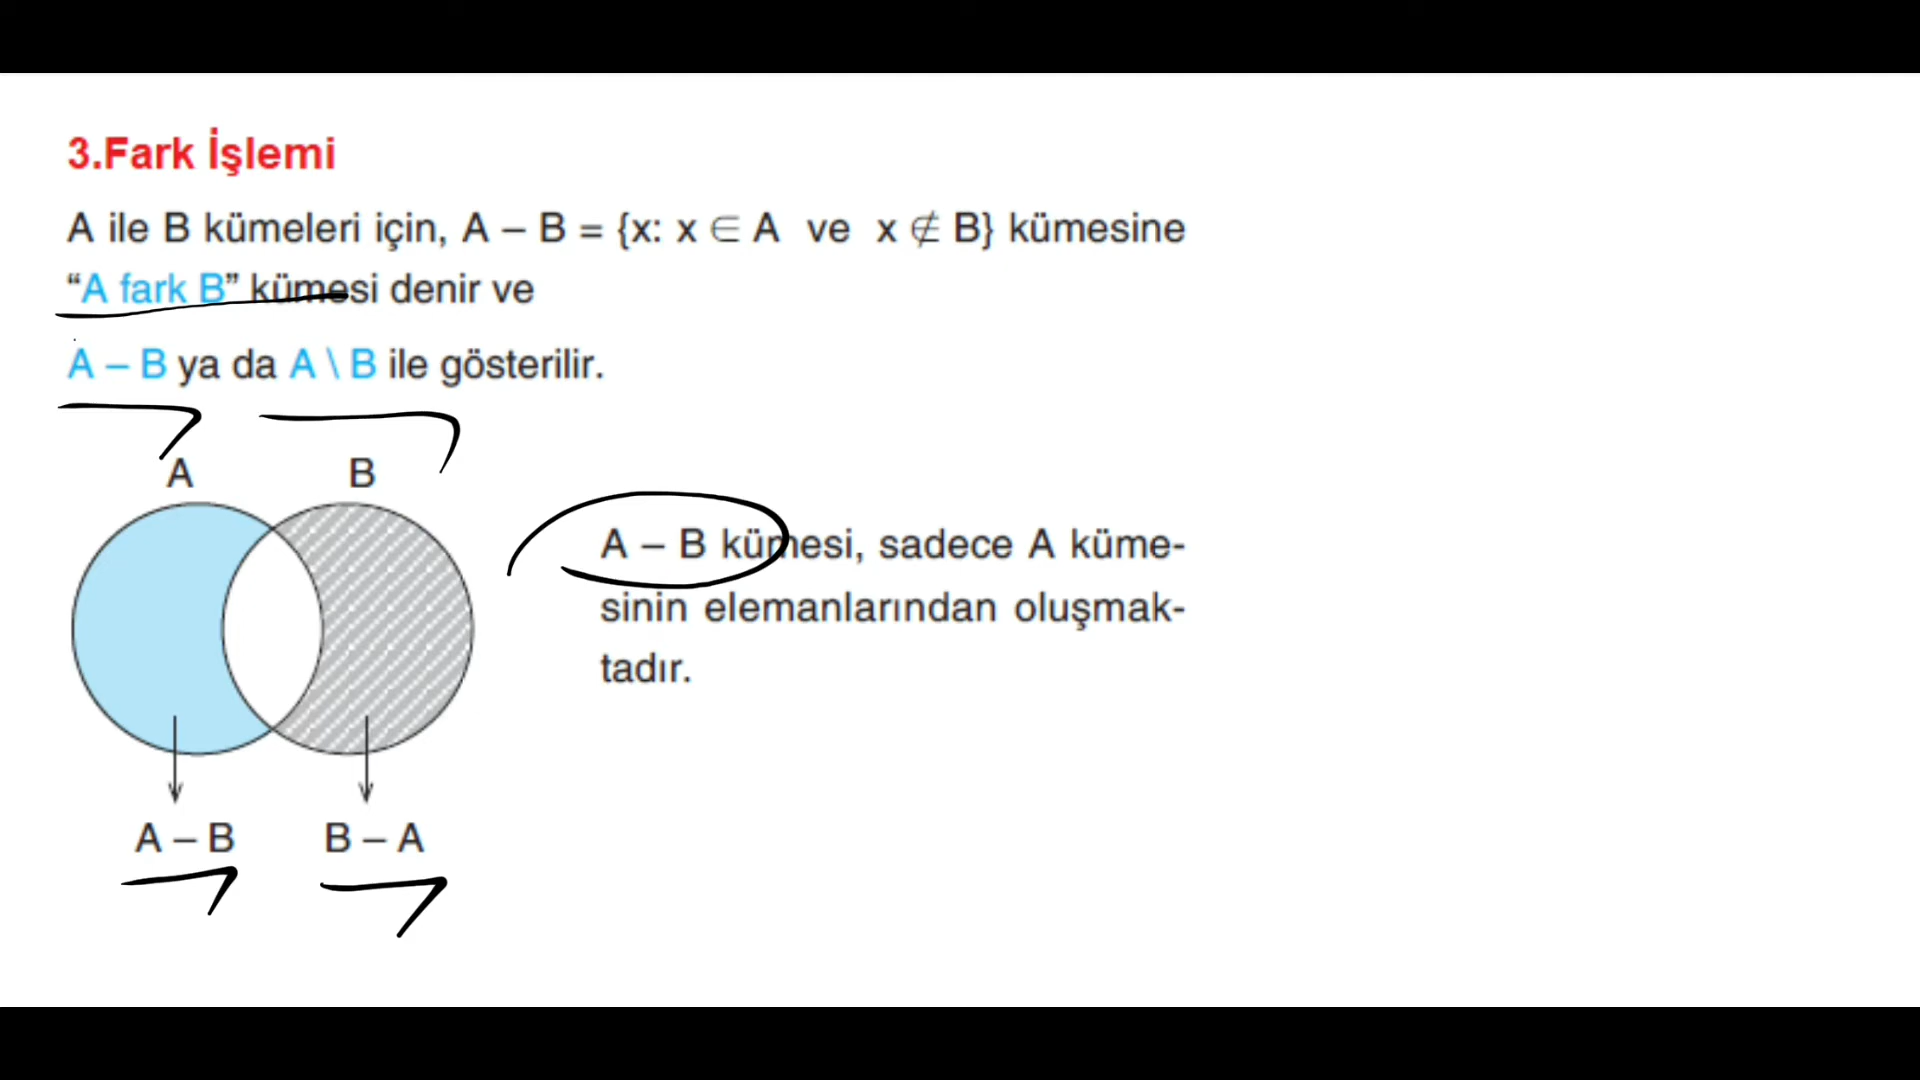 3.Fark İşlemi
A ile B kümeleri için, A – B = {x: x ∈ A ve x ∉ B} kümesine
“A fark B” kümesi denir ve
A – B ya da A \ B ile gösterilir.
A B
A – B kümesi, sadece A küme-
sinin elemanlarından oluşmak-
tadır.
A – B B – A